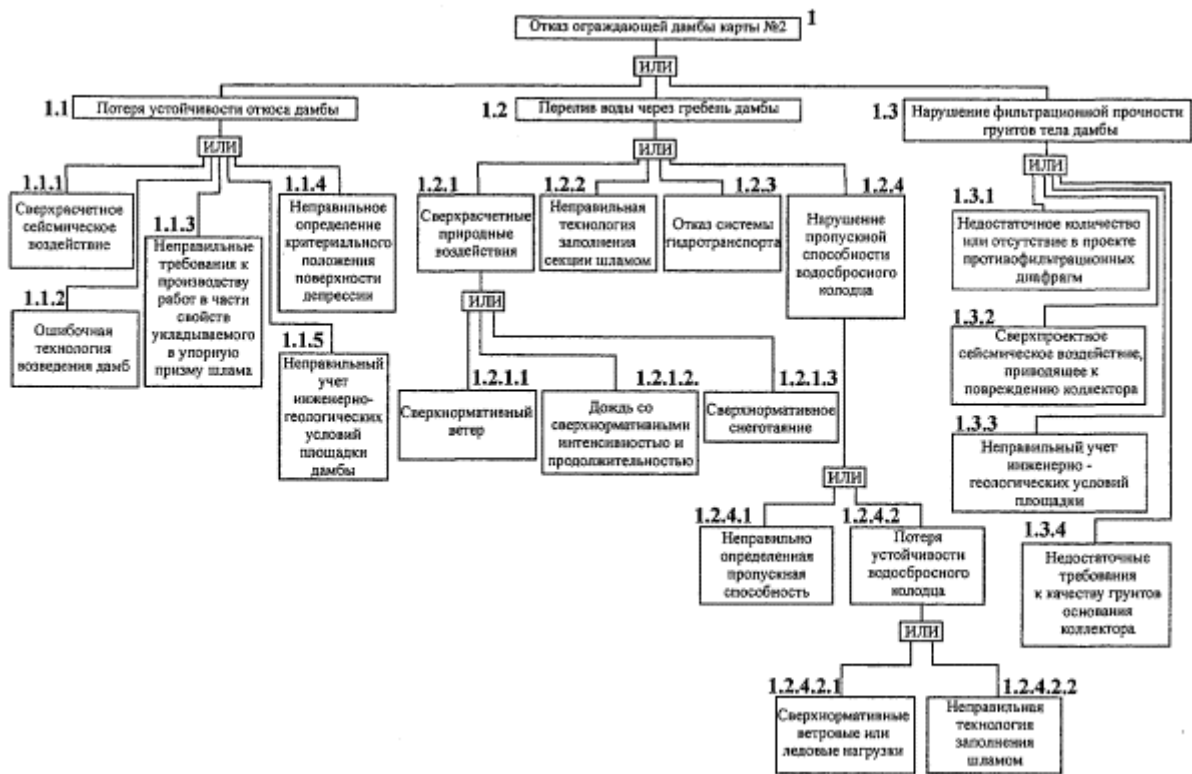 1
Отказ ограждающей дамбы карты №2
ИЛИ
1.1
Потеря устойчивости откоса дамбы
1.2
Перелив воды через гребень дамбы
1.3
Нарушение фильтрационной прочности
грунтов тела дамбы
ИЛИ
ИЛИ
ИЛИ
1.1.1
Сверхрасчетное
сейсмическое
воздействие
1.1.2
Ошибочная
технология
возведения дамб
1.1.3
Неправильные
требования к
производству
работ в части
свойств
укладываемого
в упорную
призму шлама
1.1.4
Неправильное
определение
критериального
положения
поверхности
депрессии
1.1.5
Неправильный
учет
инженерно-
геологических
условий
площадки
дамбы
1.2.1
Сверхрасчетные
природные
воздействия
1.2.2
Неправильная
технология
заполнения
секции шламом
1.2.3
Отказ системы
гидротранспорта
1.2.4
Нарушение
пропускной
способности
водосбросного
колодца
ИЛИ
1.2.1.1
Сверхнормативный
ветер
1.2.1.2.
Дождь со
сверхнормативными
интенсивностью и
продолжительностью
1.2.1.3
Сверхнормативное
снеготаяние
ИЛИ
1.2.4.1
Неправильно
определенная
пропускная
способность
1.2.4.2
Потеря
устойчивости
водосбросного
колодца
ИЛИ
1.2.4.2.1
Сверхнормативные
ветровые или
ледовые нагрузки
1.2.4.2.2
Неправильная
технология
заполнения
шламом
1.3.1
Недостаточное количество
или отсутствие в проекте
противофильтрационных
диафрагм
1.3.2
Сверхпроектное
сейсмическое воздействие,
приводящее к
повреждению коллектора
1.3.3
Неправильный учет
инженерно -
геологических условий
площадки
1.3.4
Недостаточные
требования
к качеству грунтов
основания
коллектора